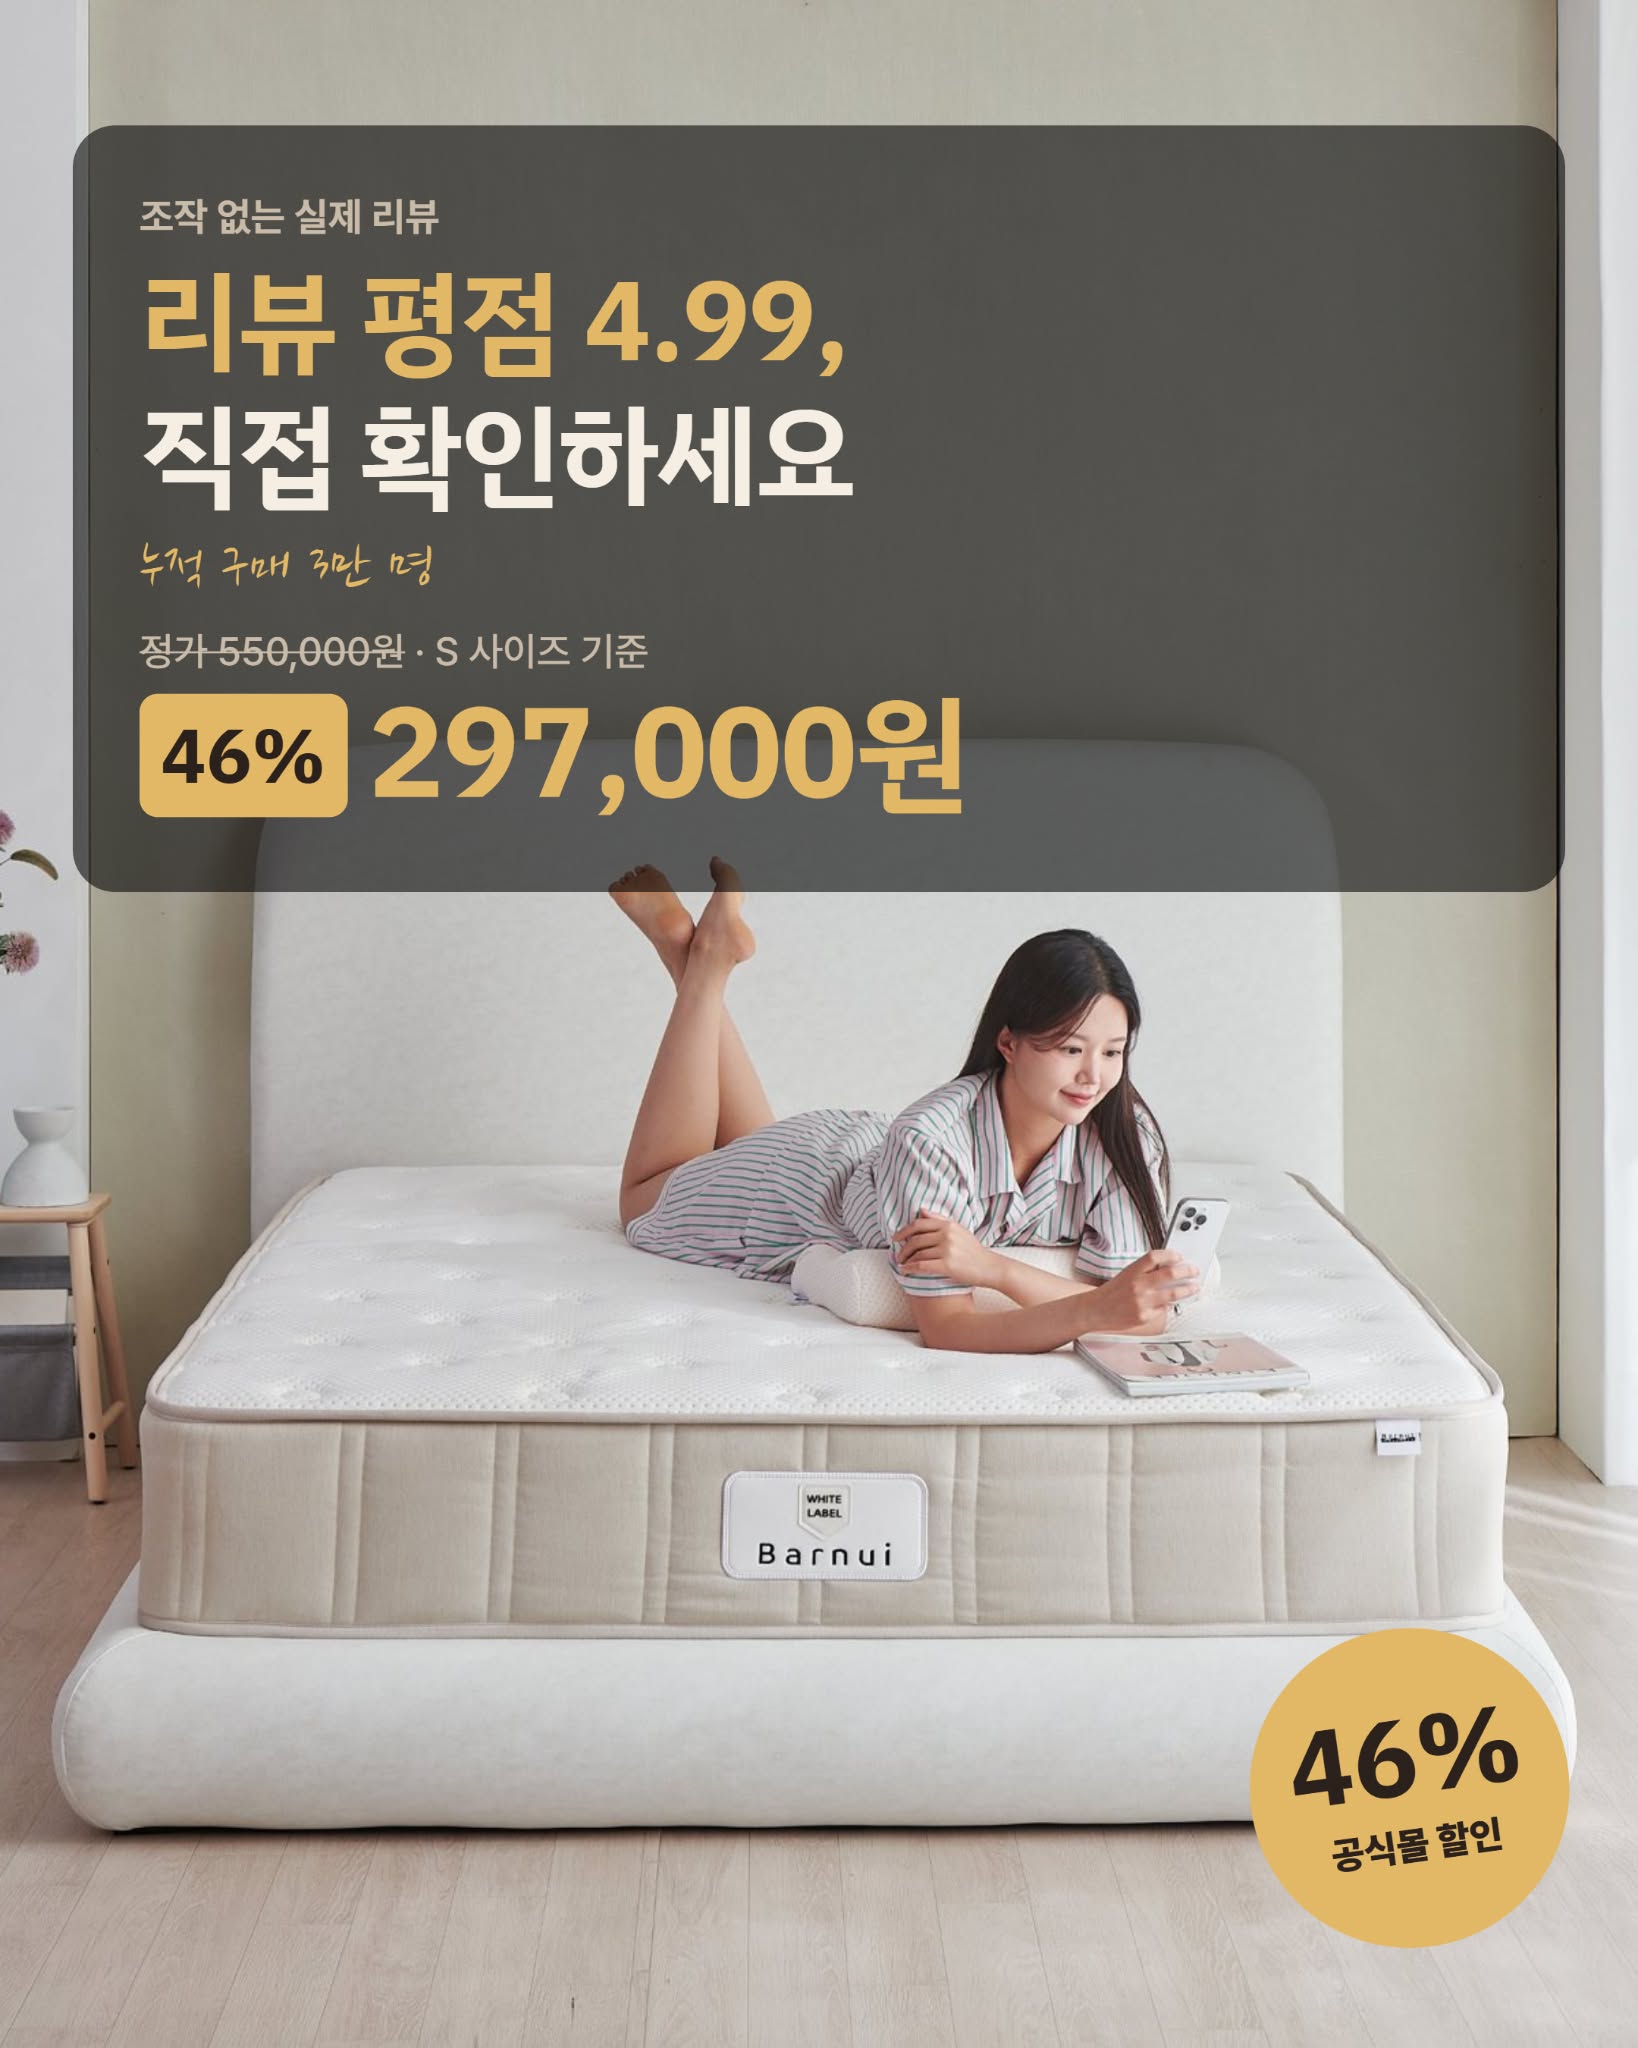 조작 없는 실제 리뷰
리뷰 평점 4.99,
직접 확인하세요
누적 구매 3만 명
정가 550,000원 · S 사이즈 기준
46% 297,000원
Barnui
WHITE
LABEL
Barnui
46%
공식몰 할인